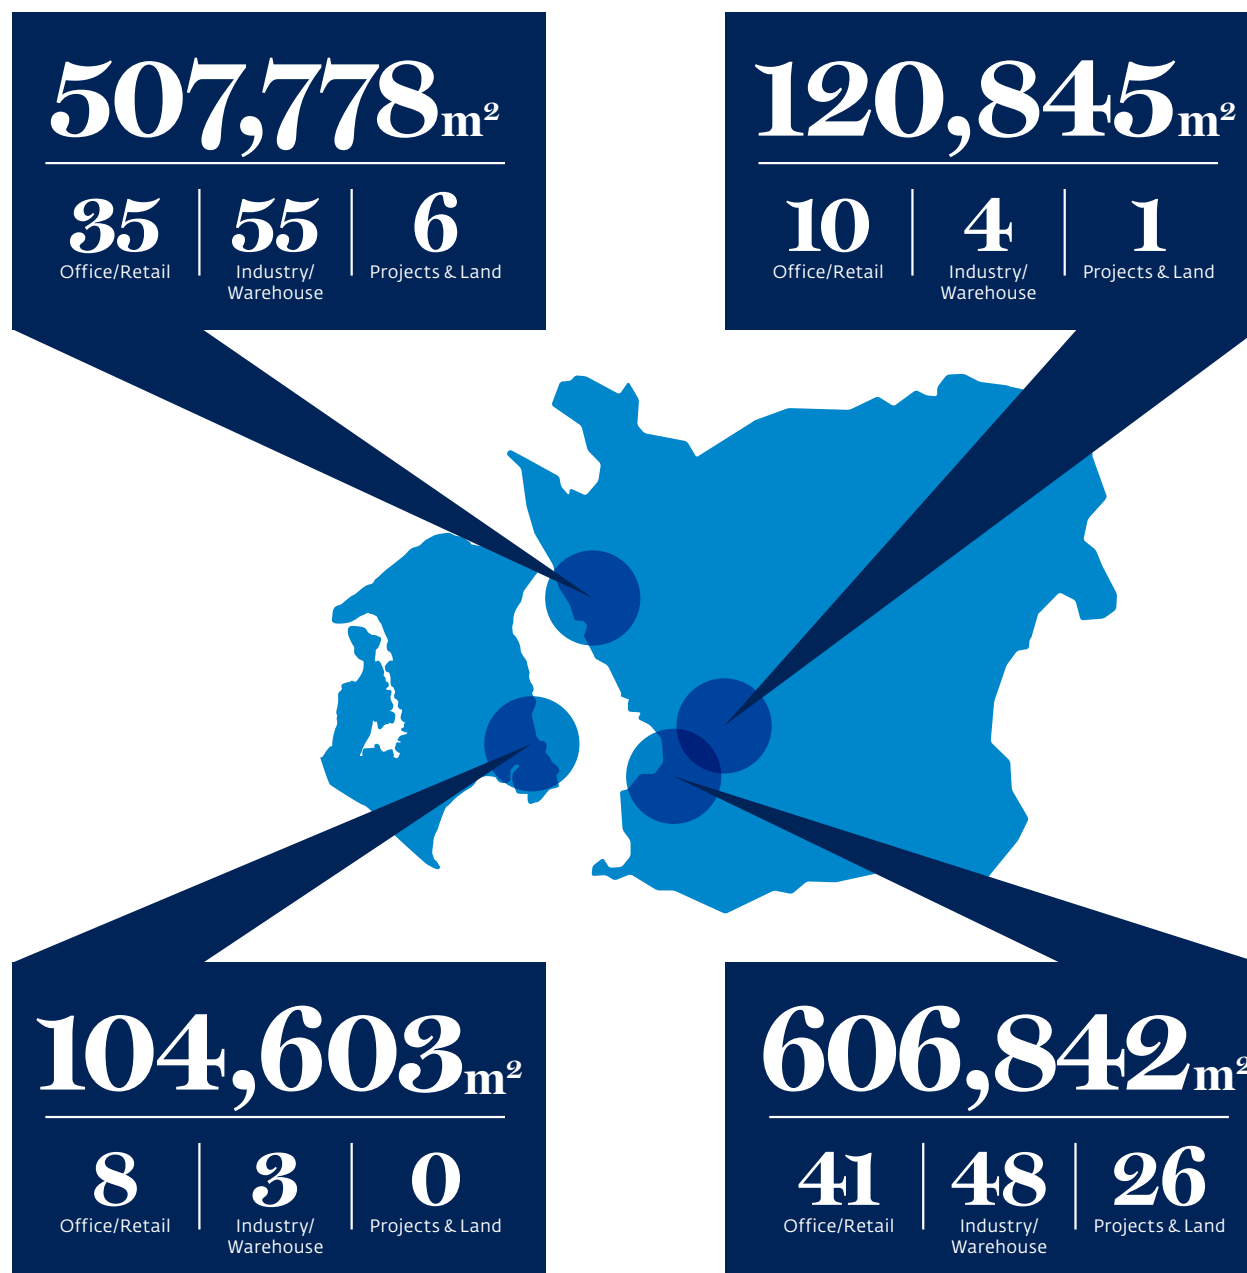 507,778m²
35 55 6
Office/Retail Industry/ Projects & Land
Warehouse
120,845m²
10 4 1
Office/Retail Industry/ Projects & Land
Warehouse
104,603m²
8 3 0
Office/Retail Industry/ Projects & Land
Warehouse
606,842m²
41 48 26
Office/Retail Industry/ Projects & Land
Warehouse